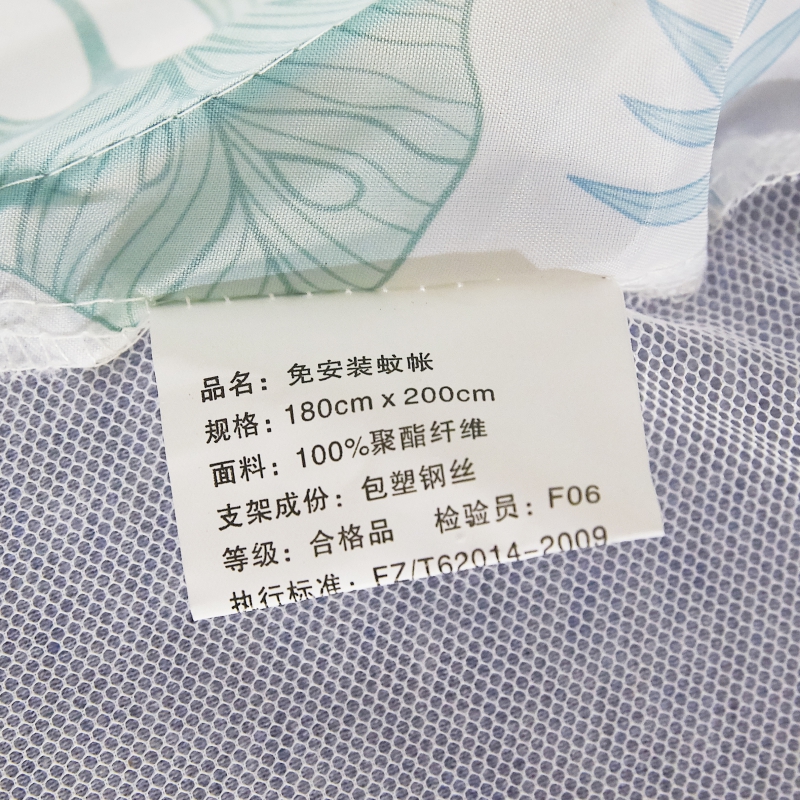 品名：免安装蚊帐
规格：180cm x 200cm
面料：100%聚酯纤维
支架成份：包塑钢丝
等级：合格品 检验员：F06
执行标准：FZ/T62014-2009